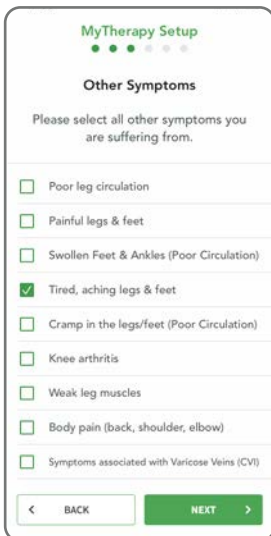 MyTherapy Setup
Other Symptoms
Please select all other symptoms you
are suffering from.
Poor leg circulation
Painful legs & feet
Swollen Feet & Ankles (Poor Circulation)
Tired, aching legs & feet
Cramp in the legs/feet (Poor Circulation)
Knee arthritis
Weak leg muscles
Body pain (back, shoulder, elbow)
Symptoms associated with Varicose Veins (CVI)
BACK
NEXT